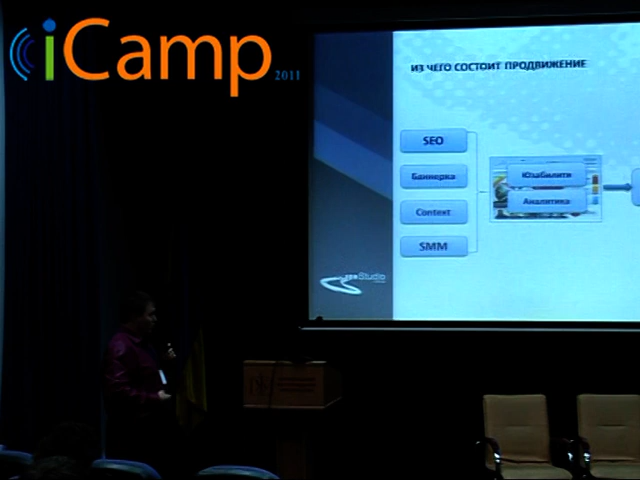 iCamp
2011
ИЗ ЧЕГО СОСТОИТ ПРОДВИЖЕНИЕ
SEO
Баннерка
Context
SMM
Юзабилити
Аналитика
Studio